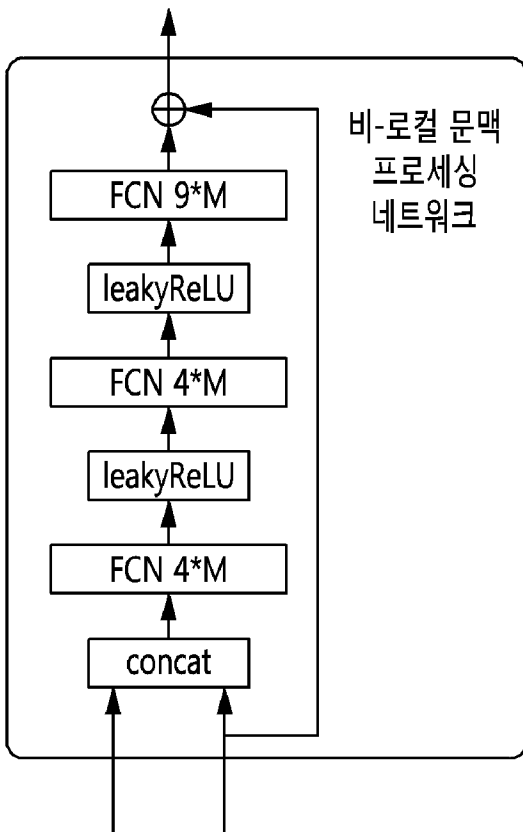 비-로컬 문맥
프로세싱
네트워크
FCN 9*M
leakyReLU
FCN 4*M
leakyReLU
FCN 4*M
concat